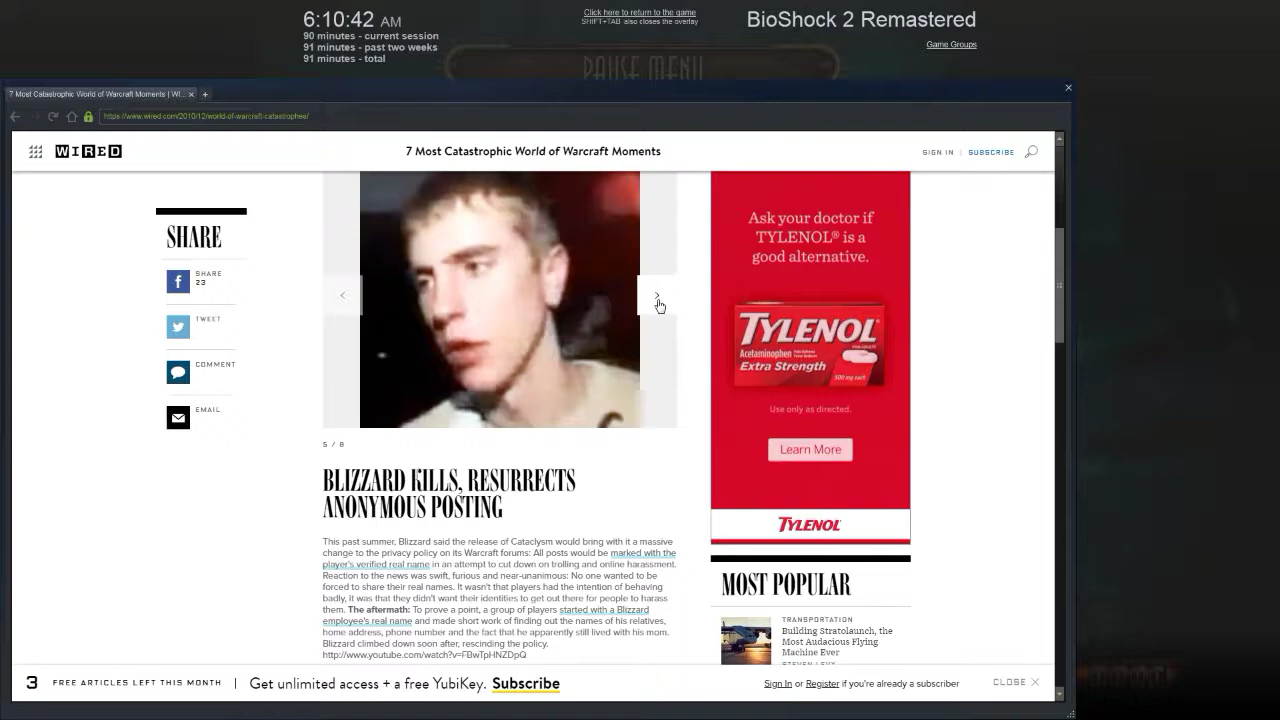 6:10:42 AM
90 minutes - current session
91 minutes - past two weeks
91 minutes - total
Click here to return to the game
SHIFT+TAB also closes the overlay
BioShock 2 Remastered
Game Groups
PAUSE MENU
7 Most Catastrophic World of Warcraft Moments | WI...
https://www.wired.com/2010/12/world-of-warcraft-catastrophes/
WIRED
7 Most Catastrophic World of Warcraft Moments
SIGN IN | SUBSCRIBE
SHARE
SHARE
23
TWEET
COMMENT
EMAIL
5 / 8
BLIZZARD KILLS, RESURRECTS
ANONYMOUS POSTING
This past summer, Blizzard said the release of Cataclysm would bring with it a massive
change to the privacy policy on its Warcraft forums: All posts would be marked with the
player's verified real name in an attempt to cut down on trolling and online harassment.
Reaction to the news was swift, furious and near-unanimous: No one wanted to be
forced to share their real names. It wasn't that players had the intention of behaving
badly, it was that they didn't want their identities to get out there for people to harass
them. The aftermath: To prove a point, a group of players started with a Blizzard
employee's real name and made short work of finding out the names of his relatives,
home address, phone number and the fact that he apparently still lived with his mom.
Blizzard climbed down soon after, rescinding the policy.
http://www.youtube.com/watch?v=FBwTpHNZDpQ
Ask your doctor if
TYLENOL® is a
good alternative.
TYLENOL
Acetaminophen
Extra Strength
500 mg each
Use only as directed.
Learn More
TYLENOL
MOST POPULAR
TRANSPORTATION
Building Stratolaunch, the
Most Audacious Flying
Machine Ever
STEVEN LEVY
3 FREE ARTICLES LEFT THIS MONTH | Get unlimited access + a free YubiKey. Subscribe
Sign In or Register if you're already a subscriber
CLOSE